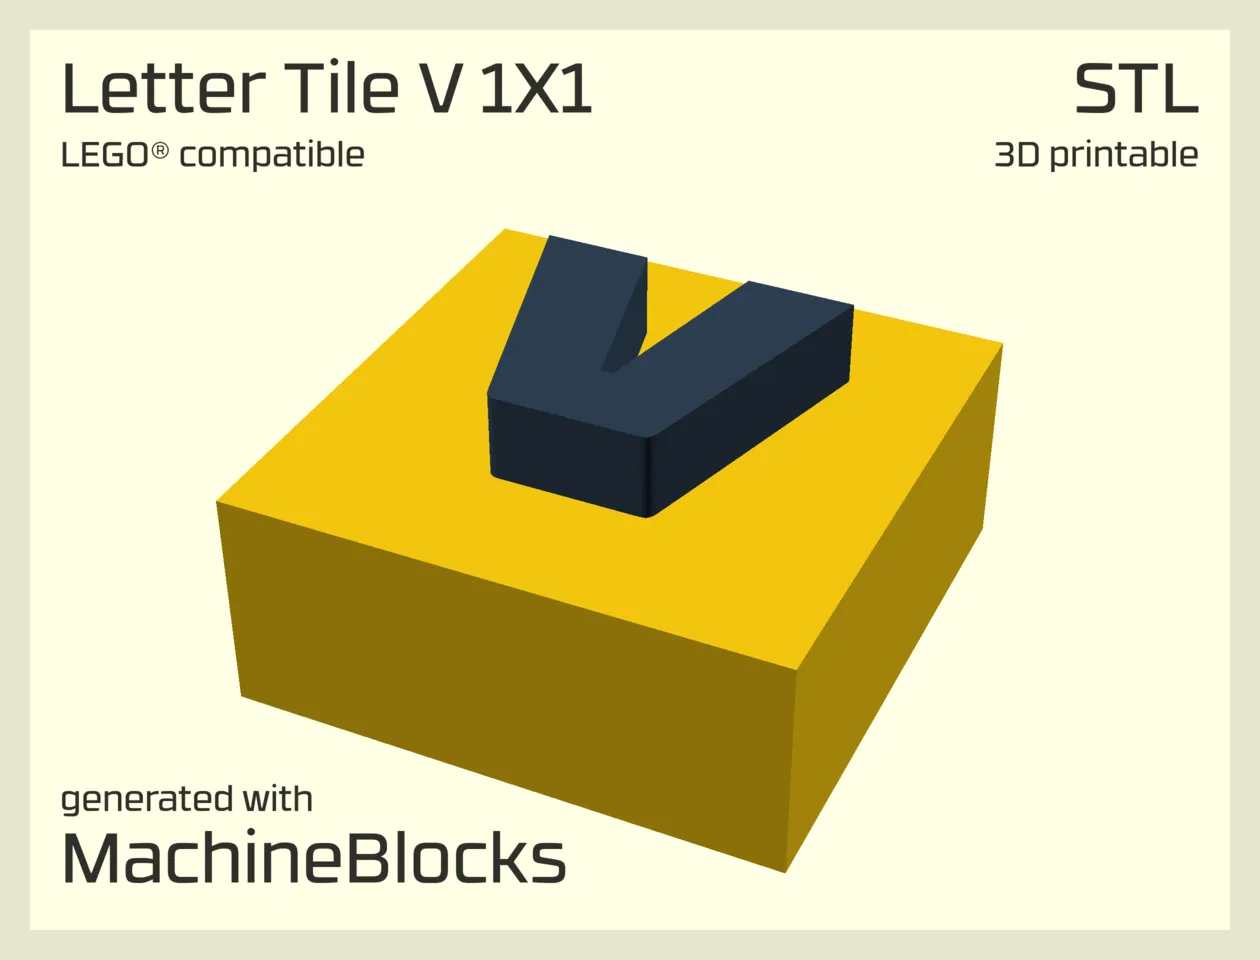 Letter Tile V 1X1
LEGO® compatible
STL
3D printable
V
generated with
MachineBlocks